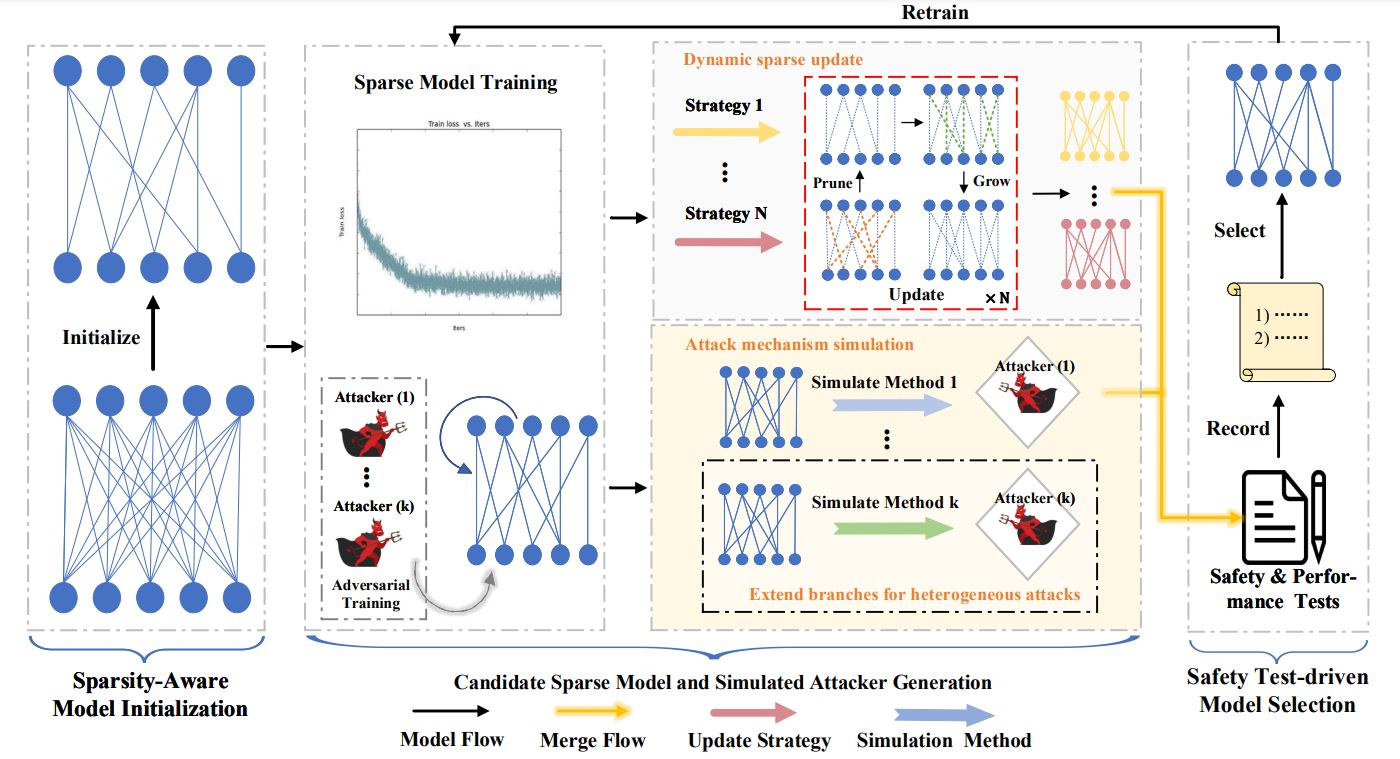 Retrain
Initialize
Sparsity-Aware
Model Initialization
Sparse Model Training
Train loss vs. Iters
Train loss
Iters
Attacker (1)
Attacker (k)
Adversarial
Training
Dynamic sparse update
Strategy 1
Strategy N
Prune
Grow
Update
× N
Attack mechanism simulation
Simulate Method 1
Attacker (1)
Simulate Method k
Attacker (k)
Extend branches for heterogeneous attacks
Candidate Sparse Model and Simulated Attacker Generation
Select
1) ······
2) ······
Record
Safety & Perfor-
mance Tests
Safety Test-driven
Model Selection
Model Flow
Merge Flow
Update Strategy
Simulation Method